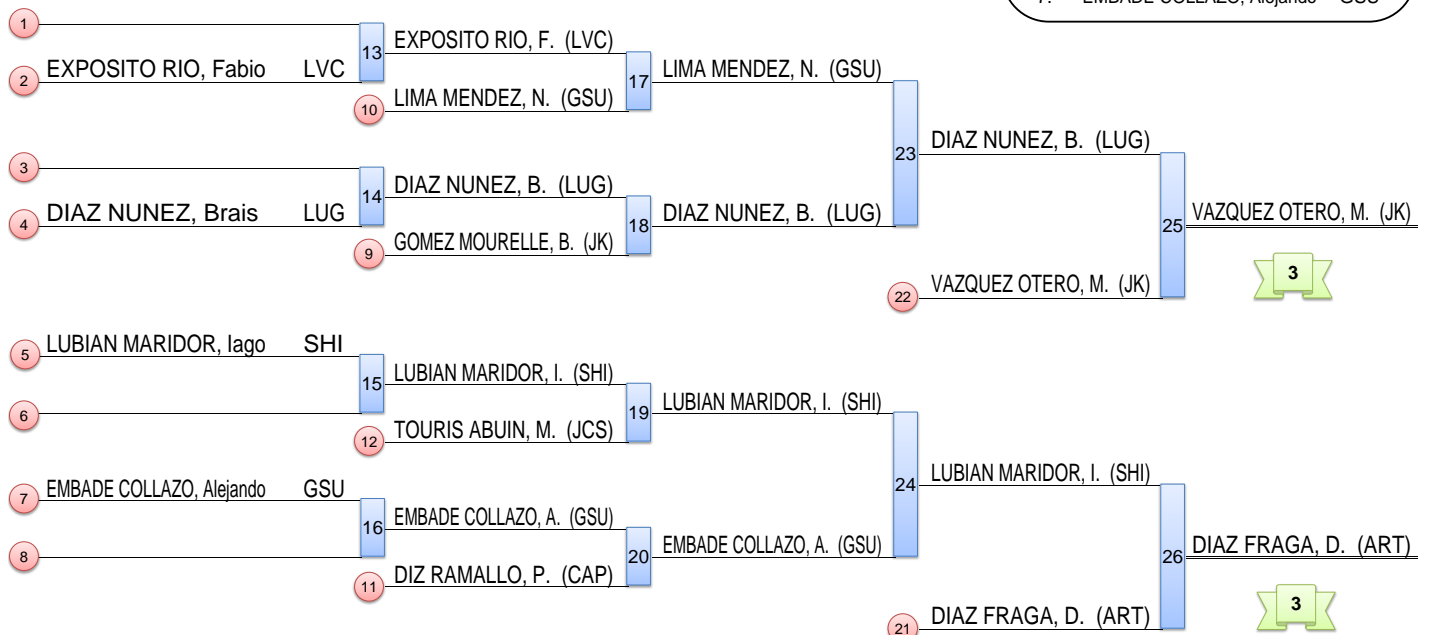 7. EMBADE COLLAZO, Alejando GSU
1
13 EXPOSITO RIO, F. (LVC)
2 EXPOSITO RIO, Fabio LVC
17 LIMA MENDEZ, N. (GSU)
10 LIMA MENDEZ, N. (GSU)
23 DIAZ NUNEZ, B. (LUG)
3
14 DIAZ NUNEZ, B. (LUG)
4 DIAZ NUNEZ, Brais LUG
18 DIAZ NUNEZ, B. (LUG)
25 VAZQUEZ OTERO, M. (JK)
9 GOMEZ MOURELLE, B. (JK)
3
22 VAZQUEZ OTERO, M. (JK)
5 LUBIAN MARIDOR, Iago SHI
15 LUBIAN MARIDOR, I. (SHI)
6
19 LUBIAN MARIDOR, I. (SHI)
12 TOURIS ABUIN, M. (JCS)
24 LUBIAN MARIDOR, I. (SHI)
7 EMBADE COLLAZO, Alejando GSU
16 EMBADE COLLAZO, A. (GSU)
8
20 EMBADE COLLAZO, A. (GSU)
26 DIAZ FRAGA, D. (ART)
11 DIZ RAMALLO, P. (CAP)
3
21 DIAZ FRAGA, D. (ART)